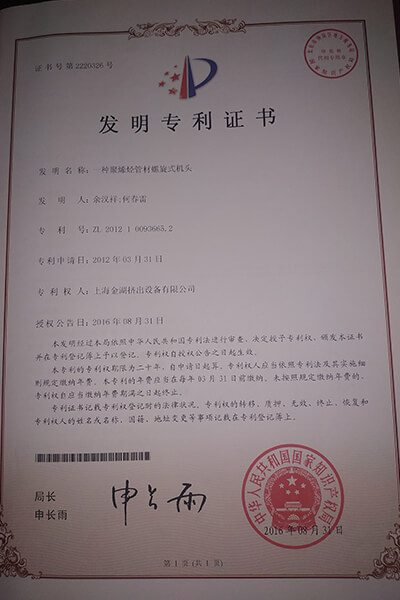 证书号第2220326号
发明专利证书
发明名称：一种聚烯烃管材螺旋式机头
发 明 人：余汉样;何春雷
专 利 号：ZL 2012 1 0093665.2
专利申请日：2012年03月31日
专 利 权 人：上海金湖挤出设备有限公司
授权公告日：2016年08月31日
本发明经过本局依照中华人民共和国专利法进行审查，决定授予专利权，颁发本证书
并在专利登记簿上予以登记。专利权自授权公告之日起生效。
本专利的专利权期限为二十年，自申请日起算。专利权人应当依照专利法及其实施细
则规定缴纳年费。本专利的年费应当在每年03月31日前缴纳。未按照规定缴纳年费的，
专利权自应当缴纳年费期满之日起终止。
专利证书记载专利权登记时的法律状况。专利权的转移、质押、无效、终止、恢复和
专利权人的姓名或名称、国籍、地址变更等事项记载在专利登记簿上。
局长
申长雨
申长雨
中华人民共和国国家知识产权局
2016年08月31日
第1页(共1页)